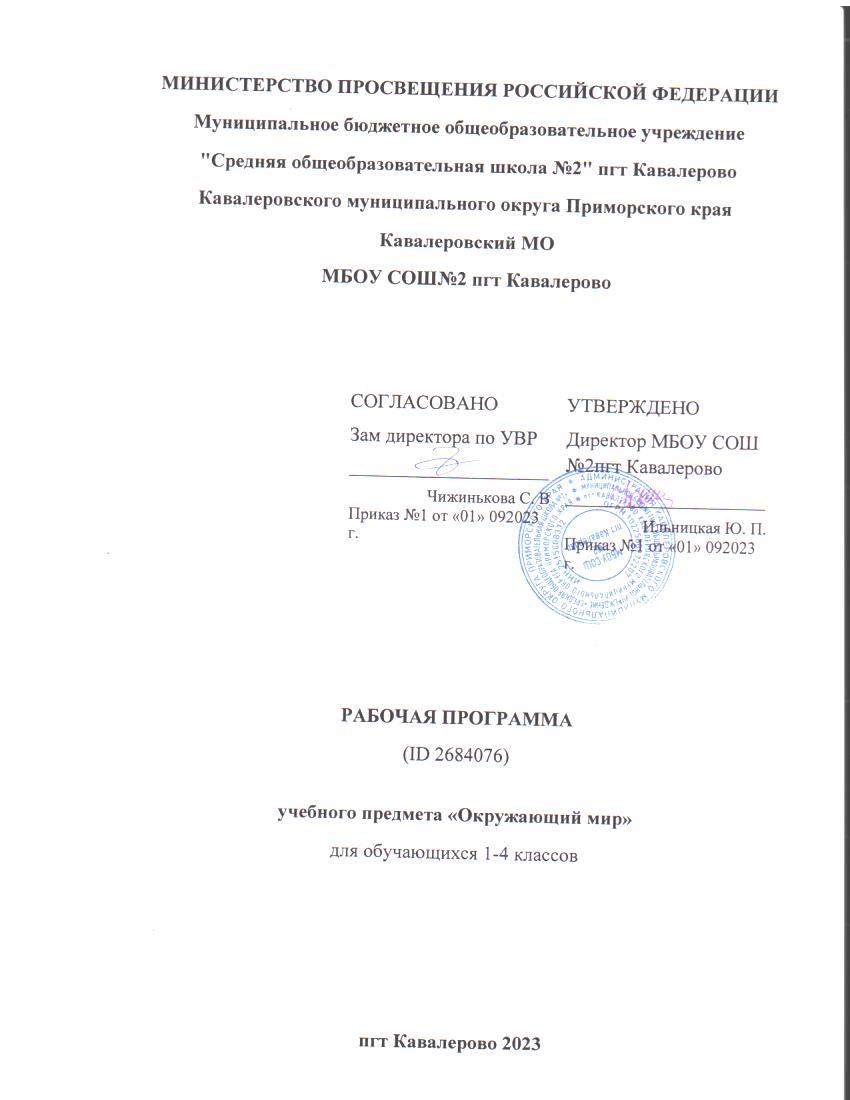 МИНИСТЕРСТВО ПРОСВЕЩЕНИЯ РОССИЙСКОЙ ФЕДЕРАЦИИ
Муниципальное бюджетное общеобразовательное учреждение
"Средняя общеобразовательная школа №2" пгт Кавалерово
Кавалеровского муниципального округа Приморского края
Кавалеровский МО
МБОУ СОШ№2 пгт Кавалерово
СОГЛАСОВАНО
Зам директора по УВР
Чижинькова С. В
Приказ №1 от «01» 092023
г.
УТВЕРЖДЕНО
Директор МБОУ СОШ
№2пгт Кавалерово
Ильницкая Ю. П.
Приказ №1 от «01» 092023
г.
РАБОЧАЯ ПРОГРАММА
(ID 2684076)
учебного предмета «Окружающий мир»
для обучающихся 1-4 классов
пгт Кавалерово 2023